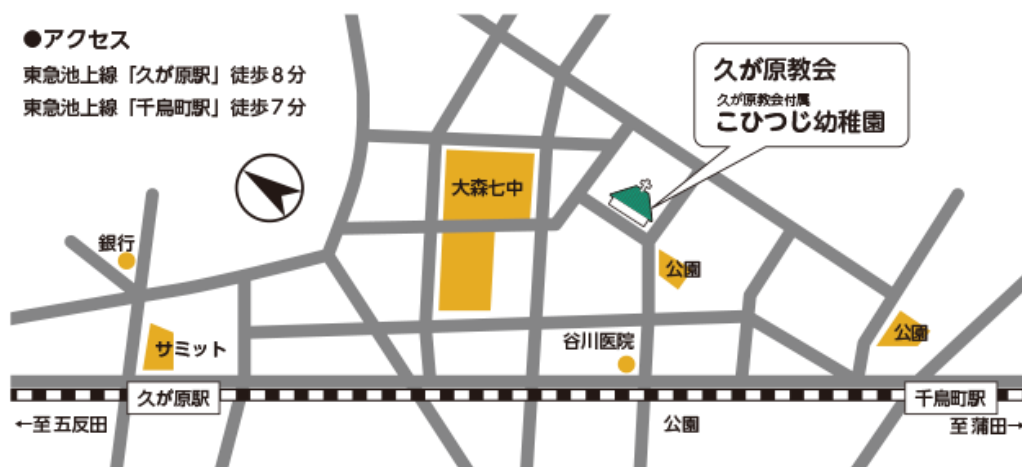 ●アクセス
東急池上線「久が原駅」徒歩8分
東急池上線「千鳥町駅」徒歩7分
久が原教会
久が原教会付属
こひつじ幼稚園
大森七中
銀行
公園
公園
谷川医院
サミット
久が原駅
千鳥町駅
←至五反田
公園
至蒲田→